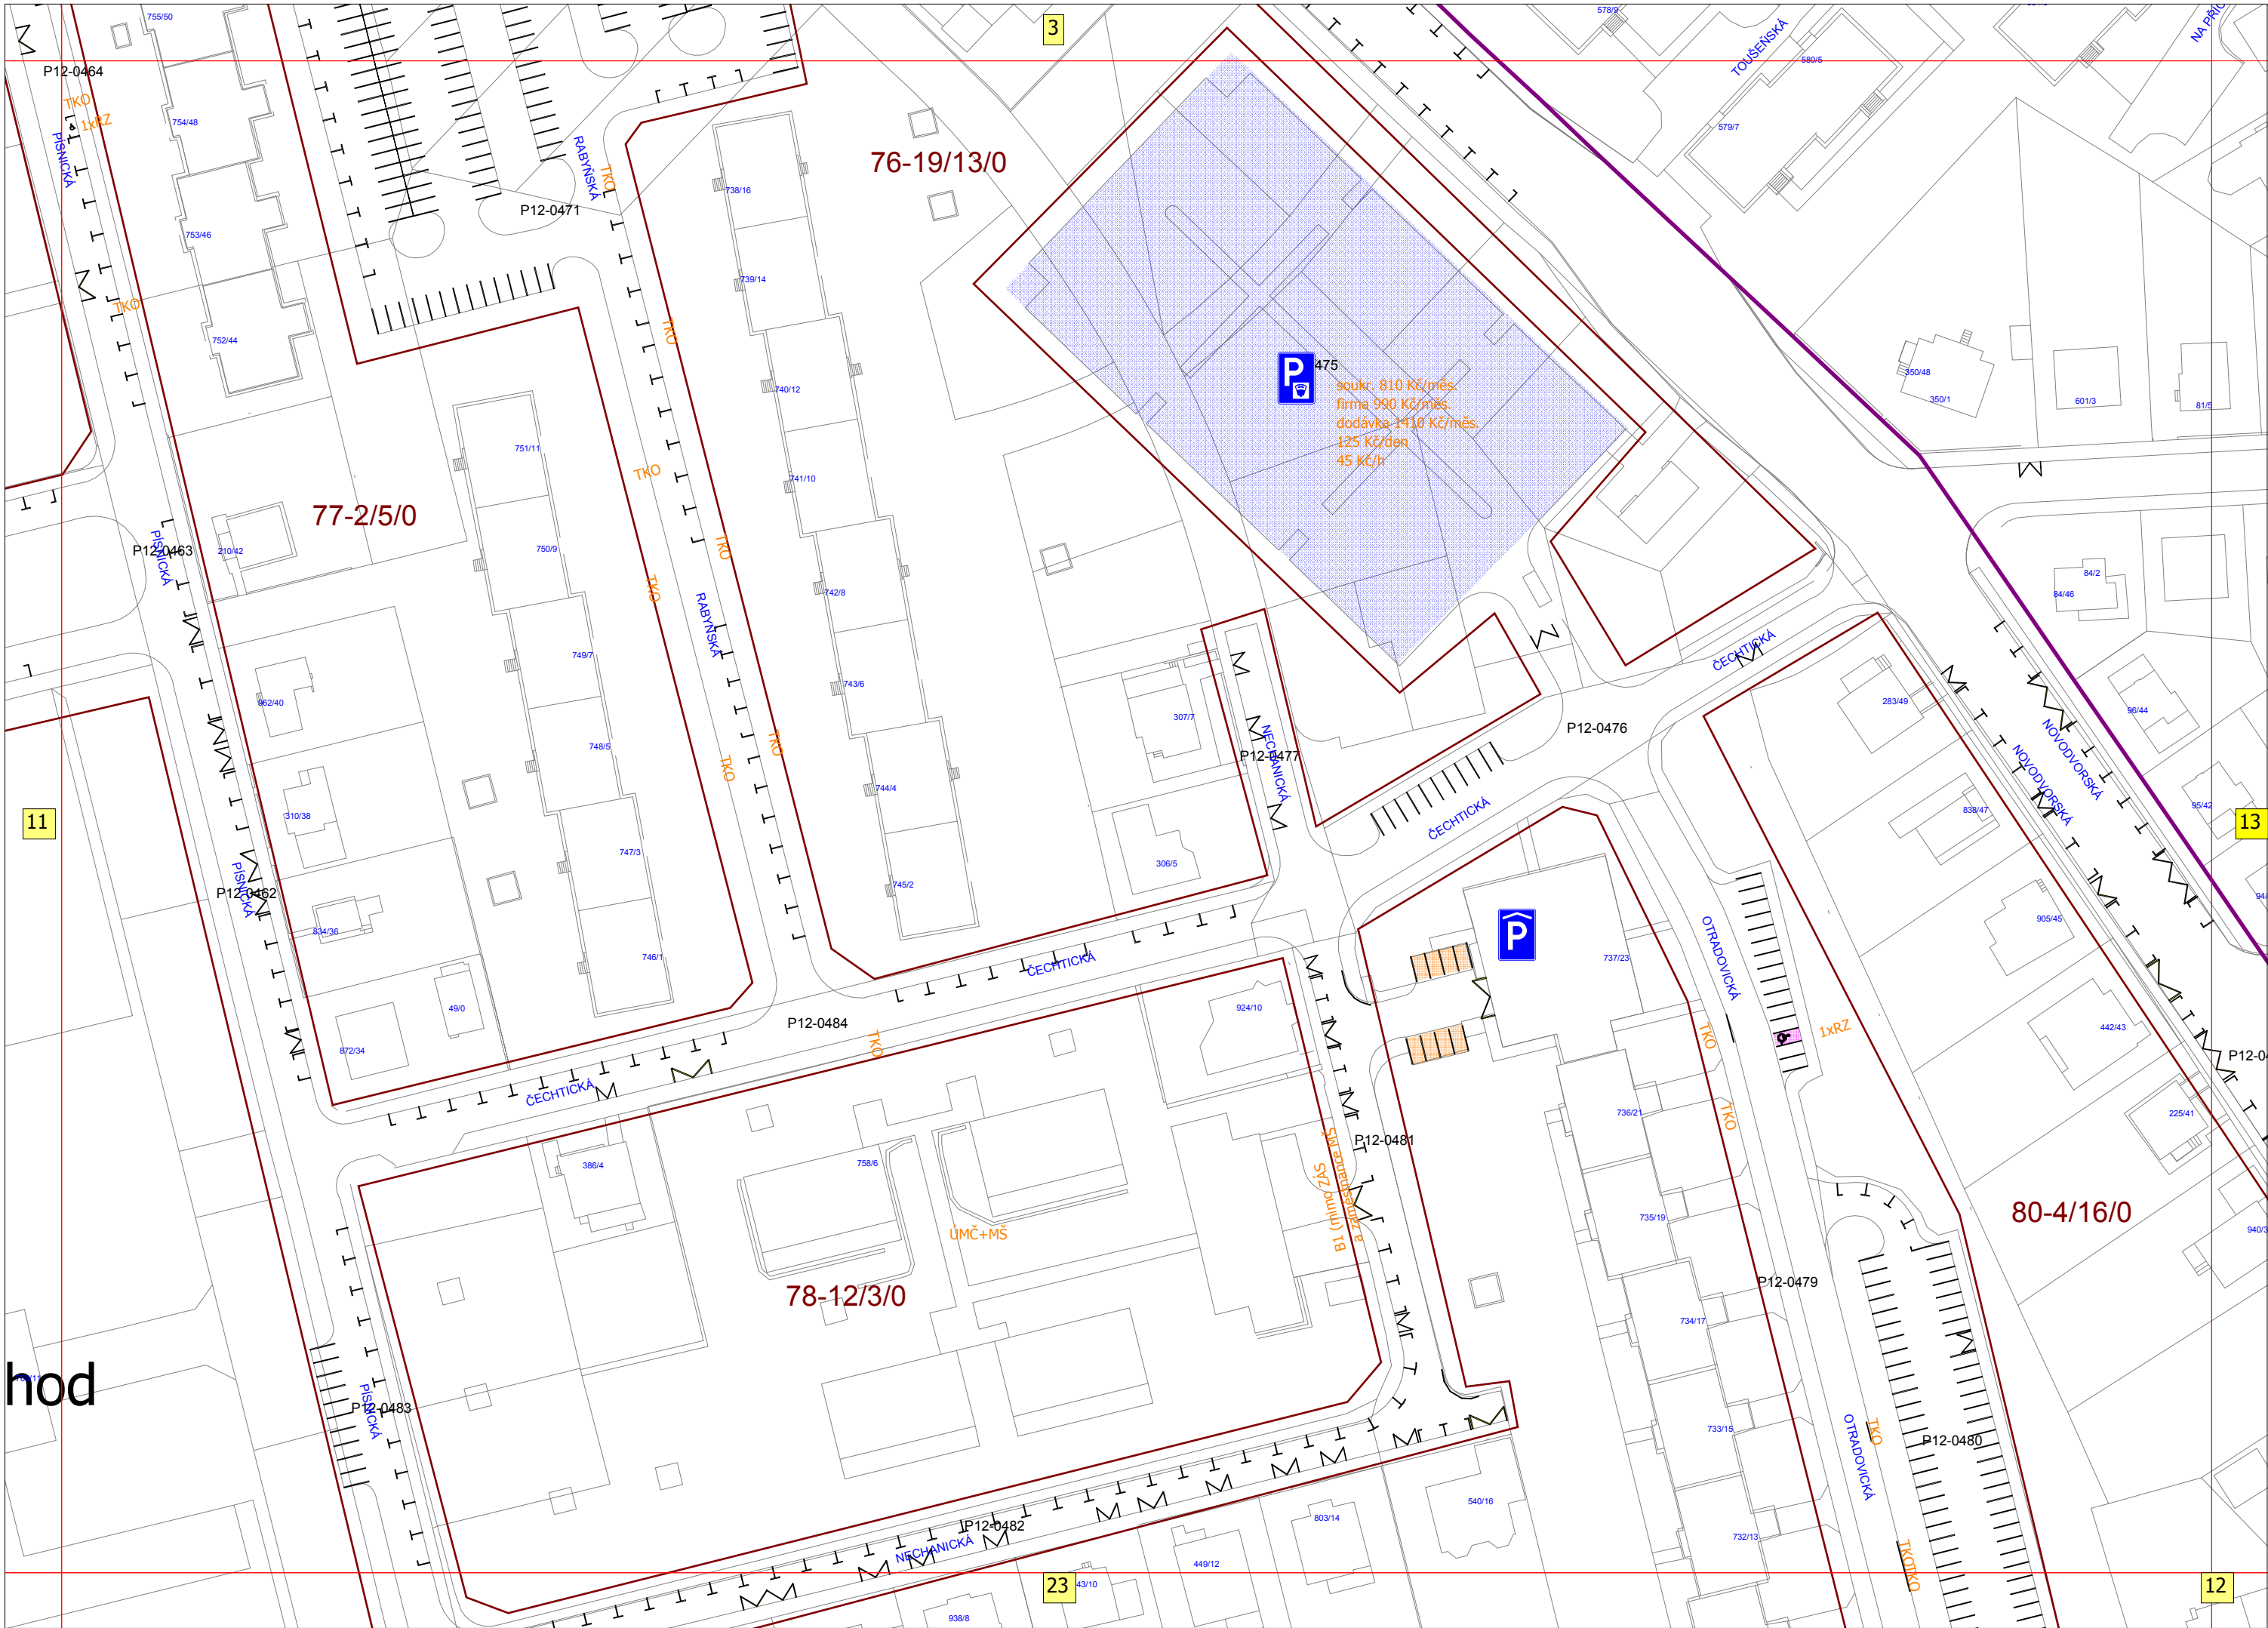 755/50
3
578/9
TOUŠEŇSKÁ
580/5
P12-0464
TKO
1xRZ
754/48
PÍSNICKÁ
579/7
RABYŇSKÁ
TKO
76-19/13/0
738/16
P12-0471
753/46
739/14
TKO
TKO
752/44
475
soukr. 810 Kč/měs.
firma 990 Kč/měs.
dodávka 1410 Kč/měs.
125 Kč/den
45 Kč/h
P
350/48
350/1
601/3
81/5
740/12
751/11
TKO
741/10
77-2/5/0
P12-0463
PÍSNICKÁ
210/42
750/9
TKO
TKO
742/8
84/2
84/46
RABYŇSKÁ
ČECHTICKÁ
749/7
743/6
962/40
307/7
283/49
96/44
P12-0476
NECHANICKÁ
P12-0477
NOVODVORSKÁ
NOVODVORSKÁ
748/5
TKO
TKO
744/4
310/38
11
ČECHTICKÁ
838/47
95/42
13
747/3
306/5
745/2
P12-0462
PÍSNICKÁ
94/
834/36
905/45
OTRADOVICKÁ
P
737/23
746/1
ČECHTICKÁ
49/0
924/10
P12-0484
TKO
TKO
1xRZ
442/43
872/34
P12-0
ČECHTICKÁ
736/21
TKO
225/41
P12-0481
386/4
758/6
B1 (mimo ZÁS
a zaměstnance MŠ
735/19
80-4/16/0
ÚMČ+MŠ
940/3
78-12/3/0
P12-0479
734/17
hod
PÍSNICKÁ
P12-0483
733/15
OTRADOVICKÁ
TKO
P12-0480
540/16
803/14
P12-0482
NECHANICKÁ
732/13
449/12
TKO
TKO
43/10
23
12
938/8